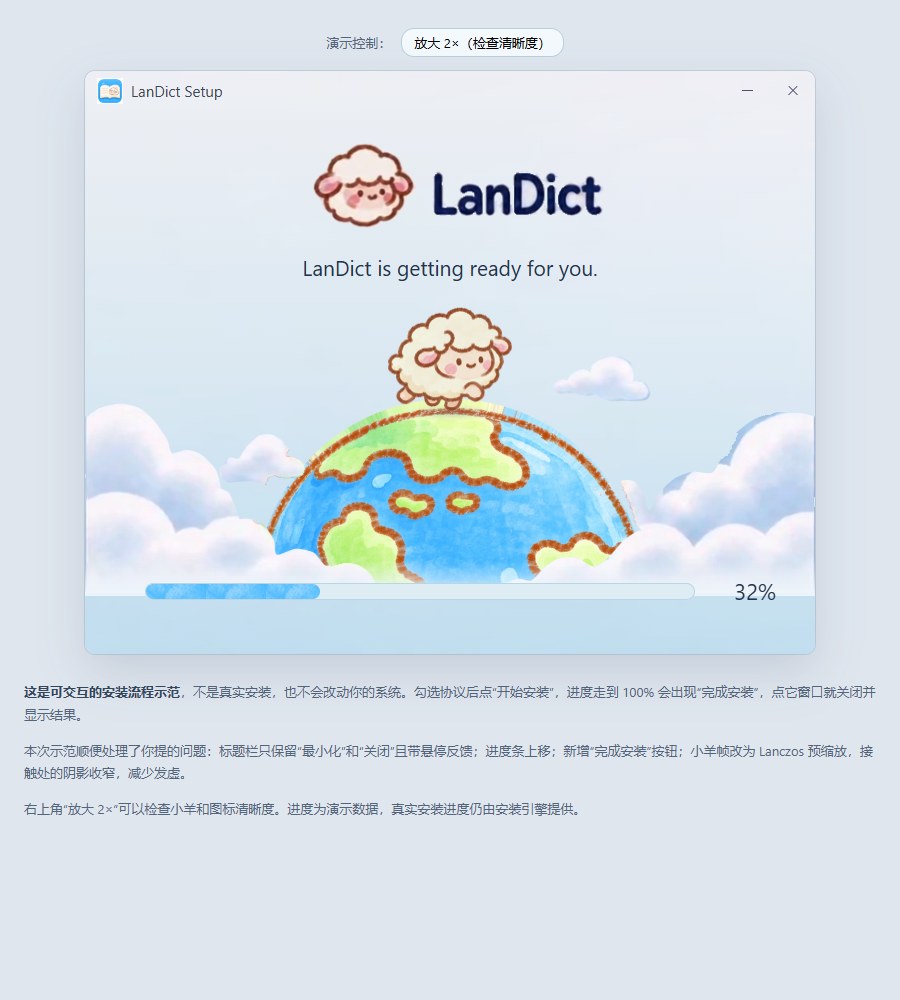 演示控制：
放大 2×（检查清晰度）
LanDict Setup
LanDict
LanDict is getting ready for you.
32%
这是可交互的安装流程示范，不是真实安装，也不会改动你的系统。勾选协议后点“开始安装”，进度走到 100% 会出现“完成安装”，点它窗口就关闭并
显示结果。
本次示范顺便处理了你提的问题：标题栏只保留“最小化”和“关闭”且带悬停反馈；进度条上移；新增“完成安装”按钮；小羊帧改为 Lanczos 预缩放，接
触处的阴影收窄，减少发虚。
右上角“放大 2×”可以检查小羊和图标清晰度。进度为演示数据，真实安装进度仍由安装引擎提供。